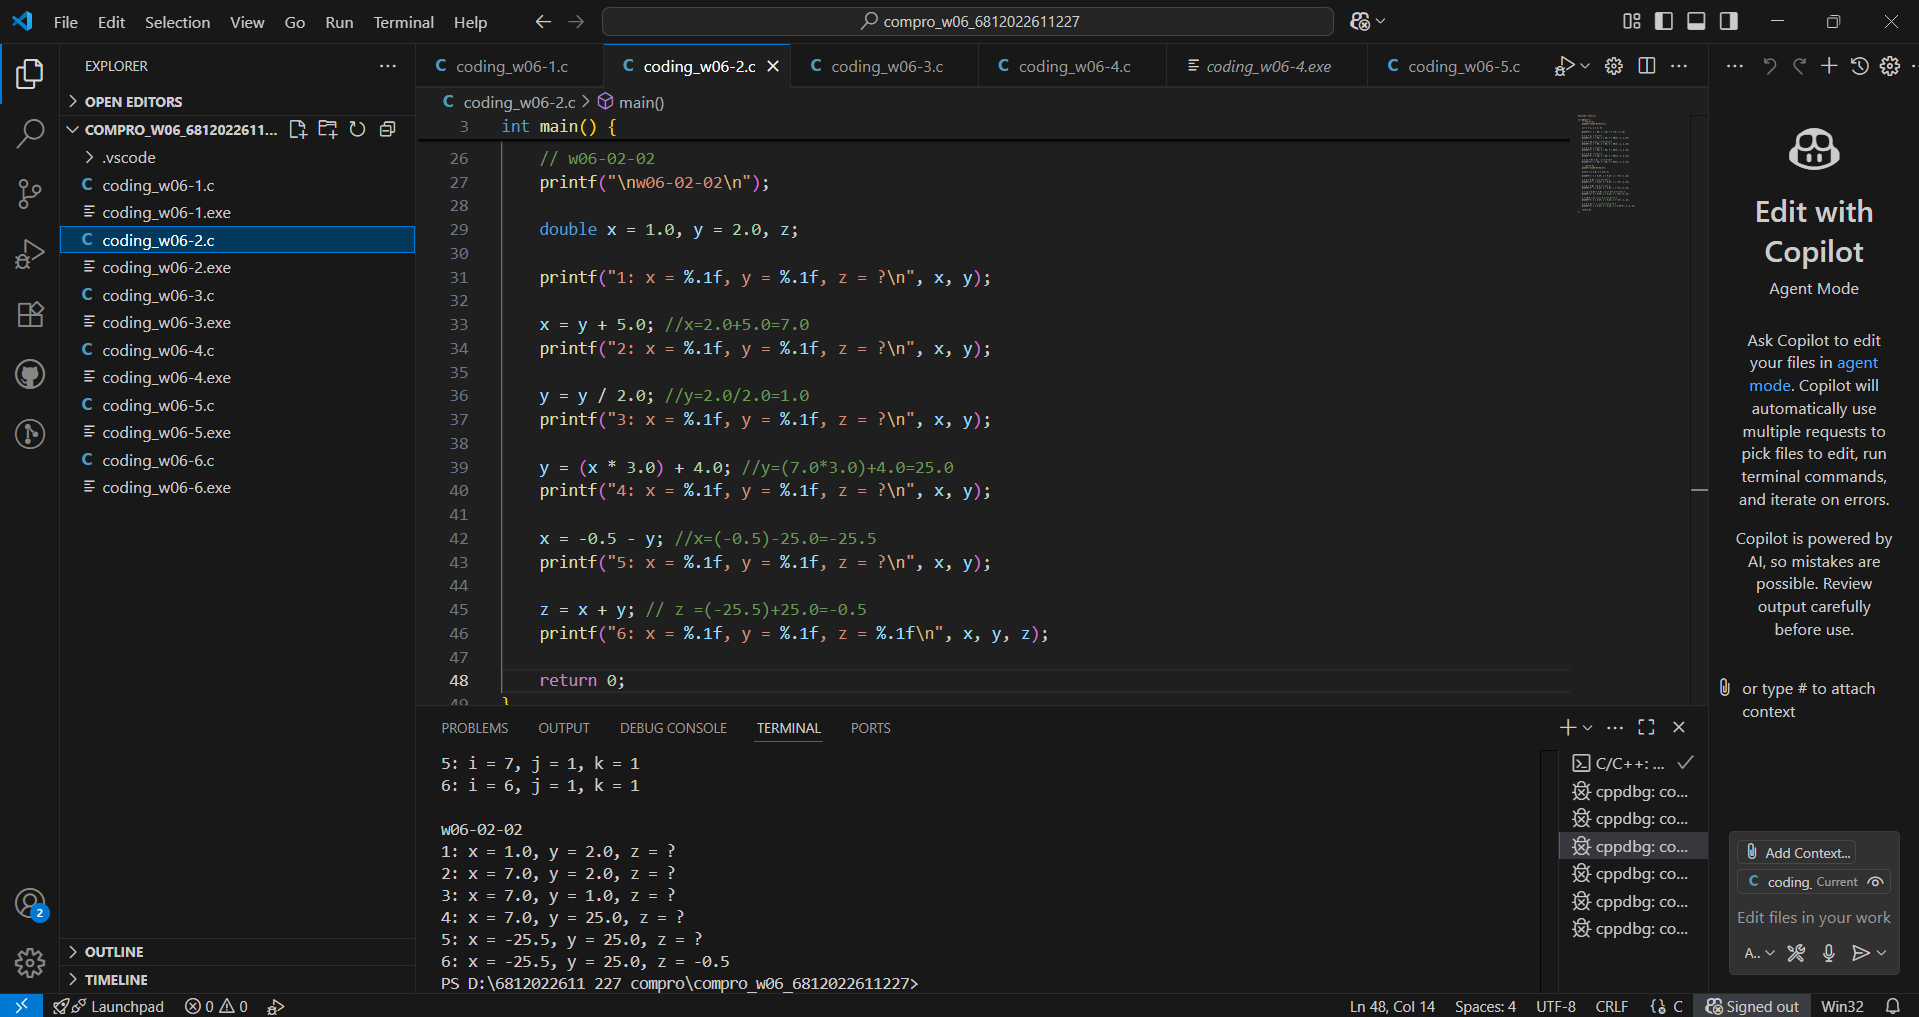 File Edit Selection View Go Run Terminal Help
compro_w06_6812022611227
EXPLORER
OPEN EDITORS
COMPRO_W06_6812022611...
.vscode
C coding_w06-1.c
coding_w06-1.exe
C coding_w06-2.c
coding_w06-2.exe
C coding_w06-3.c
coding_w06-3.exe
C coding_w06-4.c
coding_w06-4.exe
C coding_w06-5.c
coding_w06-5.exe
C coding_w06-6.c
coding_w06-6.exe
OUTLINE
TIMELINE
2
C coding_w06-1.c
C coding_w06-2.c
C coding_w06-3.c
C coding_w06-4.c
coding_w06-4.exe
C coding_w06-5.c
C coding_w06-2.c > main()
3 int main() {
26 // w06-02-02
27 printf("\nw06-02-02\n");
28
29 double x = 1.0, y = 2.0, z;
30
31 printf("1: x = %.1f, y = %.1f, z = ?\n", x, y);
32
33 x = y + 5.0; //x=2.0+5.0=7.0
34 printf("2: x = %.1f, y = %.1f, z = ?\n", x, y);
35
36 y = y / 2.0; //y=2.0/2.0=1.0
37 printf("3: x = %.1f, y = %.1f, z = ?\n", x, y);
38
39 y = (x * 3.0) + 4.0; //y=(7.0*3.0)+4.0=25.0
40 printf("4: x = %.1f, y = %.1f, z = ?\n", x, y);
41
42 x = -0.5 - y; //x=(-0.5)-25.0=-25.5
43 printf("5: x = %.1f, y = %.1f, z = ?\n", x, y);
44
45 z = x + y; // z =(-25.5)+25.0=-0.5
46 printf("6: x = %.1f, y = %.1f, z = %.1f\n", x, y, z);
47
48 return 0;
49 }
PROBLEMS OUTPUT DEBUG CONSOLE TERMINAL PORTS
5: i = 7, j = 1, k = 1
6: i = 6, j = 1, k = 1
w06-02-02
1: x = 1.0, y = 2.0, z = ?
2: x = 7.0, y = 2.0, z = ?
3: x = 7.0, y = 1.0, z = ?
4: x = 7.0, y = 25.0, z = ?
5: x = -25.5, y = 25.0, z = ?
6: x = -25.5, y = 25.0, z = -0.5
PS D:\6812022611 227 compro\compro_w06_6812022611227>
C/C++: ...
cppdbg: co...
cppdbg: co...
cppdbg: co...
cppdbg: co...
cppdbg: co...
cppdbg: co...
Edit with
Copilot
Agent Mode
Ask Copilot to edit
your files in agent
mode. Copilot will
automatically use
multiple requests to
pick files to edit, run
terminal commands,
and iterate on errors.
Copilot is powered by
AI, so mistakes are
possible. Review
output carefully
before use.
or type # to attach
context
Add Context...
C coding. Current
Edit files in your work
A..
Launchpad 0 0
Ln 48, Col 14 Spaces: 4 UTF-8 CRLF {} C Signed out Win32